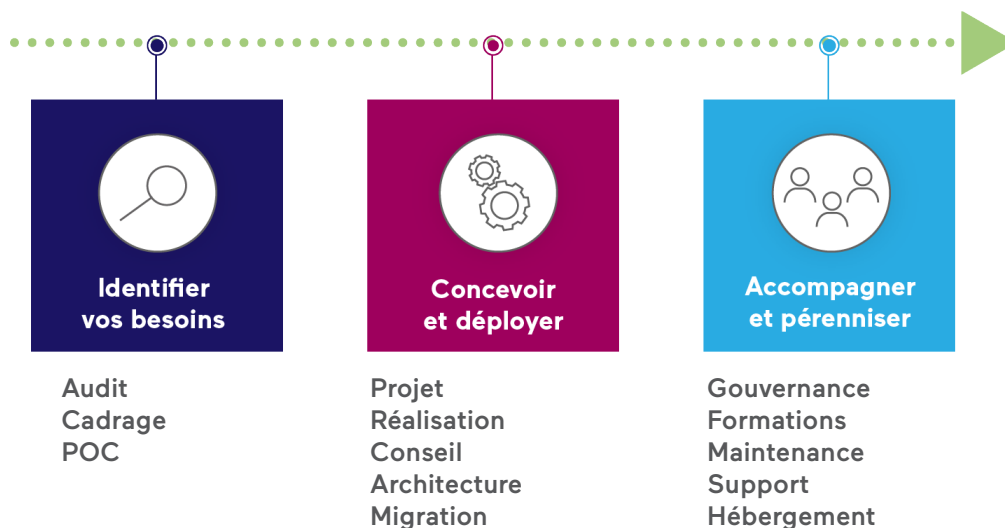 Identifier
vos besoins
Concevoir
et déployer
Accompagner
et pérenniser
Audit
Cadrage
POC
Projet
Réalisation
Conseil
Architecture
Migration
Gouvernance
Formations
Maintenance
Support
Hébergement